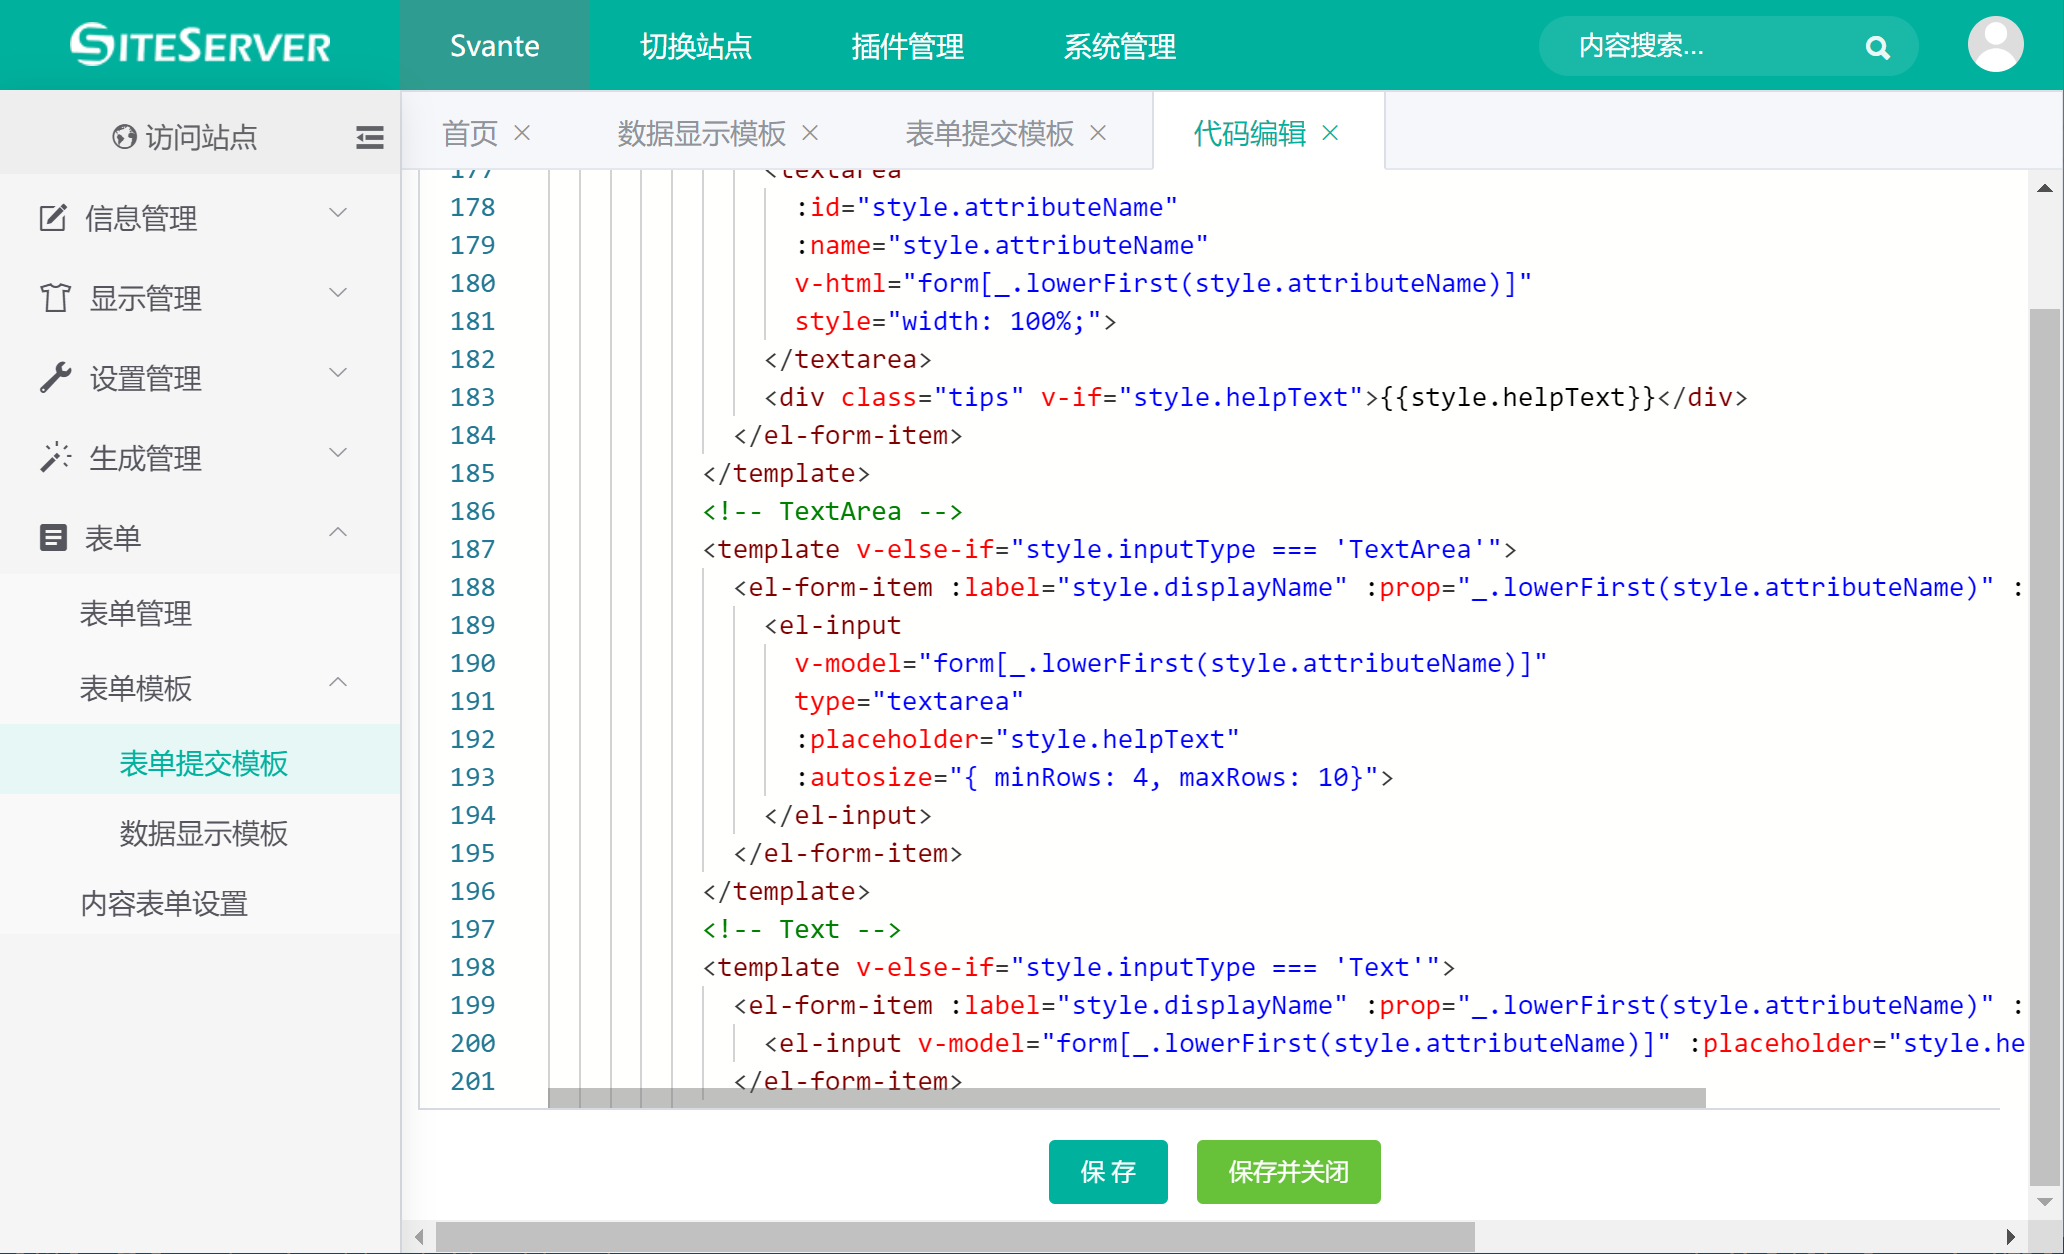 SITESERVER
Svante
切换站点
插件管理
系统管理
内容搜索...
访问站点
信息管理
显示管理
设置管理
生成管理
表单
表单管理
表单模板
表单提交模板
数据显示模板
内容表单设置
首页 ×
数据显示模板 ×
表单提交模板 ×
代码编辑 ×
177 <textarea
178 :id="style.attributeName"
179 :name="style.attributeName"
180 v-html="form[_.lowerFirst(style.attributeName)]"
181 style="width: 100%;">
182 </textarea>
183 <div class="tips" v-if="style.helpText">{{style.helpText}}</div>
184 </el-form-item>
185 </template>
186 <!-- TextArea -->
187 <template v-else-if="style.inputType === 'TextArea'">
188 <el-form-item :label="style.displayName" :prop="_.lowerFirst(style.attributeName)" :
189 <el-input
190 v-model="form[_.lowerFirst(style.attributeName)]"
191 type="textarea"
192 :placeholder="style.helpText"
193 :autosize="{ minRows: 4, maxRows: 10}">
194 </el-input>
195 </el-form-item>
196 </template>
197 <!-- Text -->
198 <template v-else-if="style.inputType === 'Text'">
199 <el-form-item :label="style.displayName" :prop="_.lowerFirst(style.attributeName)" :
200 <el-input v-model="form[_.lowerFirst(style.attributeName)]" :placeholder="style.he
201 </el-form-item>
保 存
保存并关闭